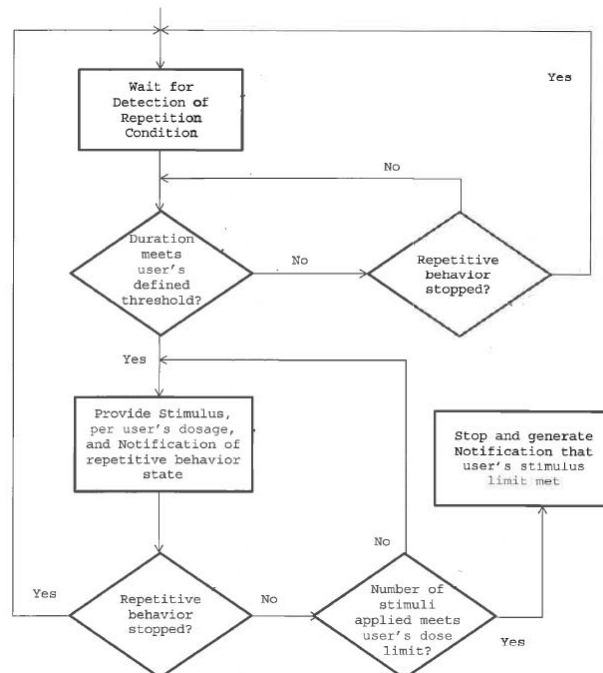 Yes
Wait for
Detection of
Repetition
Condition
No
Duration
meets
user's
defined
threshold?
No
Repetitive
behavior
stopped?
Yes
Provide Stimulus,
per user's dosage,
and Notification of
repetitive behavior
state
Stop and generate
Notification that
user's stimulus
limit met
No
Yes
Repetitive
behavior
stopped?
No
Number of
stimuli
applied meets
user's dose
limit?
Yes